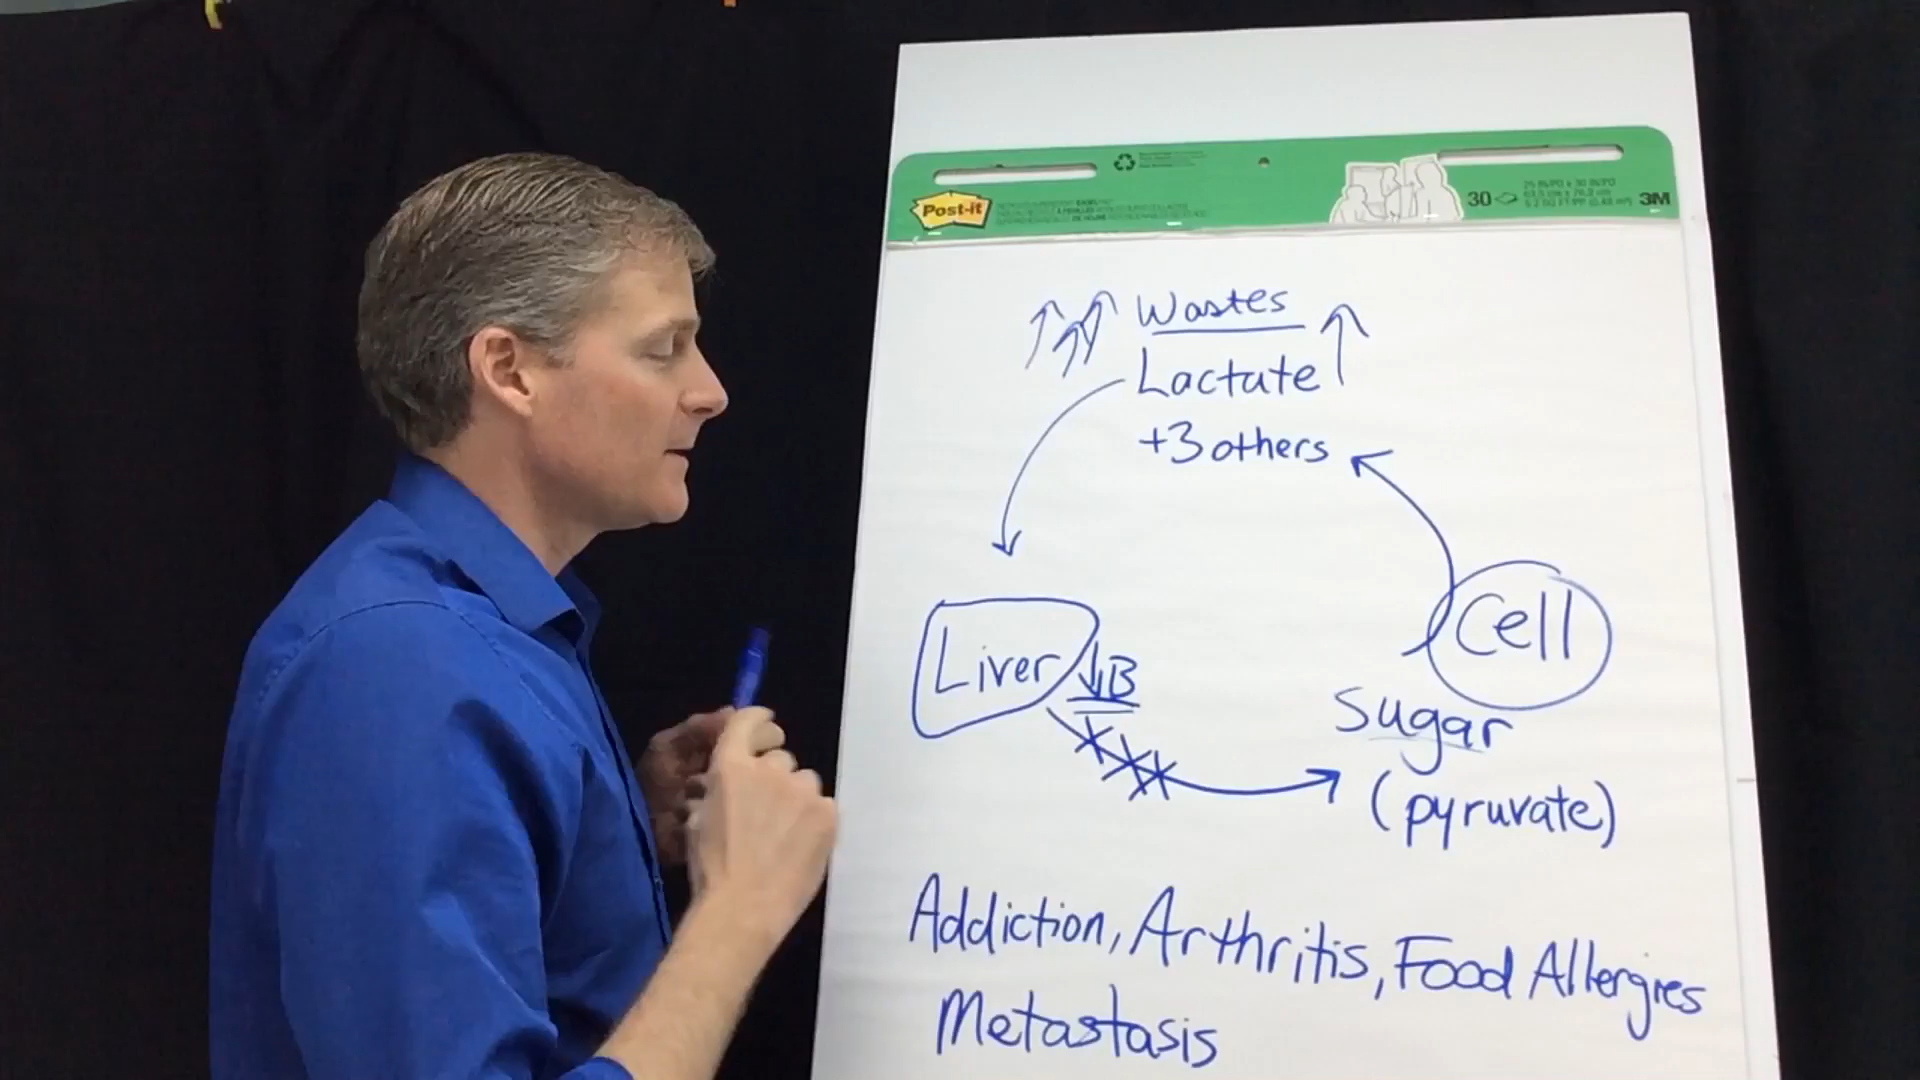 Post-it
30
3M
Wastes
Lactate
+3 others
Liver
↓B
Cell
Sugar
(pyruvate)
Addiction, Arthritis, Food Allergies
Metastasis